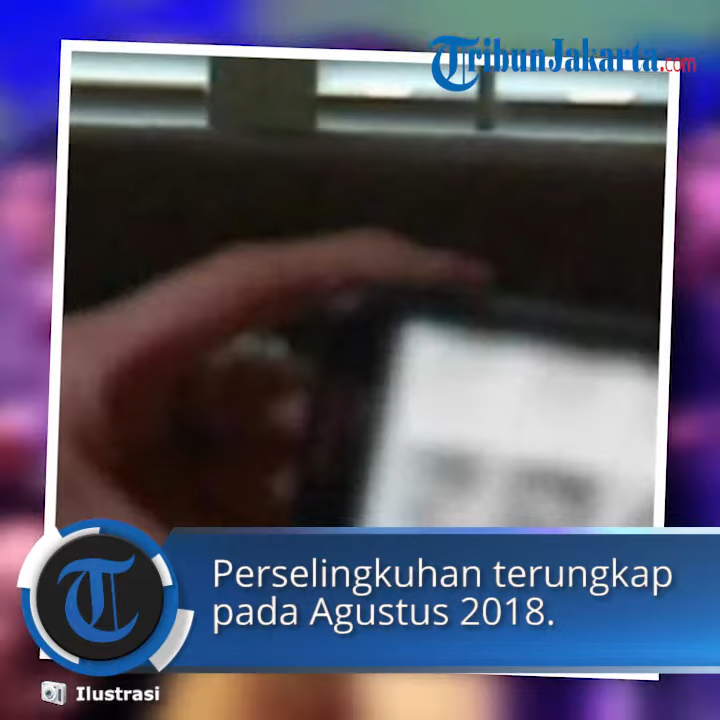 TribunJakarta.com
Perselingkuhan terungkap
pada Agustus 2018.
T
Ilustrasi